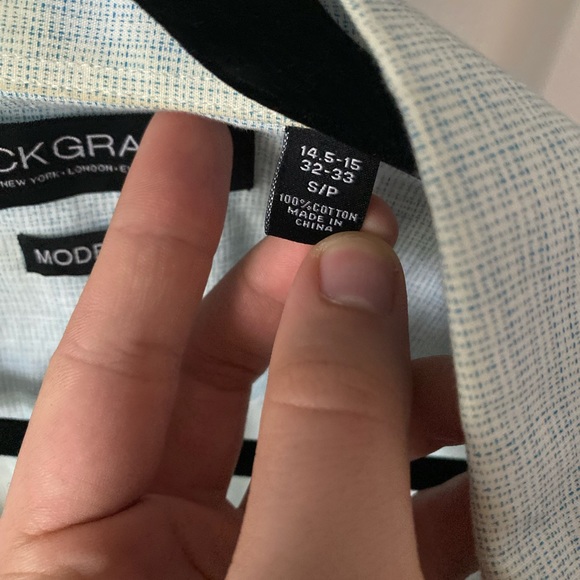 CK GRA
NEW YORK · LONDON · E
MODE
14.5-15
32-33
S/P
100% COTTON
MADE IN
CHINA